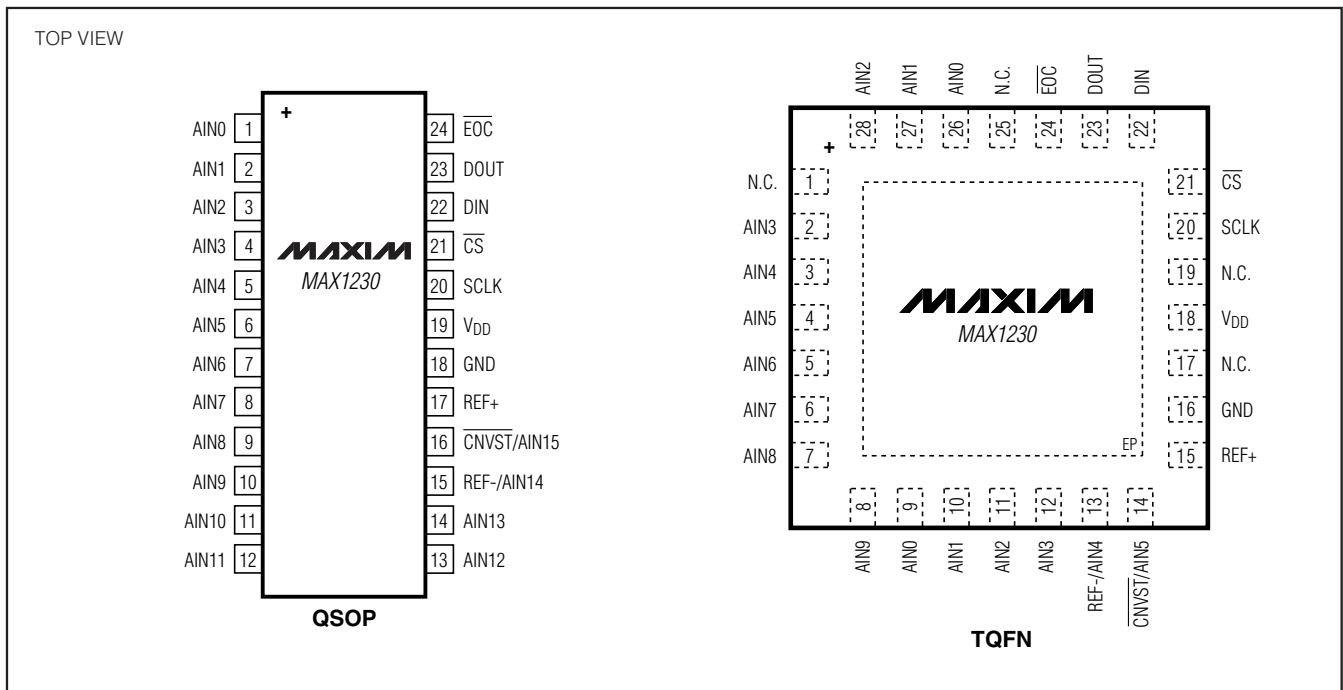 TOP VIEW
+
AIN0 1
AIN1 2
AIN2 3
AIN3 4
AIN4 5
AIN5 6
AIN6 7
AIN7 8
AIN8 9
AIN9 10
AIN10 11
AIN11 12
MAXIM
MAX1230
24 EOC
23 DOUT
22 DIN
21 CS
20 SCLK
19 VDD
18 GND
17 REF+
16 CNVST/AIN15
15 REF-/AIN14
14 AIN13
13 AIN12
QSOP
AIN2 AIN1 AIN0 N.C. EOC DOUT DIN
28 27 26 25 24 23 22
+
N.C. 1
AIN3 2
AIN4 3
AIN5 4
AIN6 5
AIN7 6
AIN8 7
MAXIM
MAX1230
EP
21 CS
20 SCLK
19 N.C.
18 VDD
17 N.C.
16 GND
15 REF+
8 9 10 11 12 13 14
AIN9 AIN0 AIN1 AIN2 AIN3 REF-/AIN4 CNVST/AIN5
TQFN